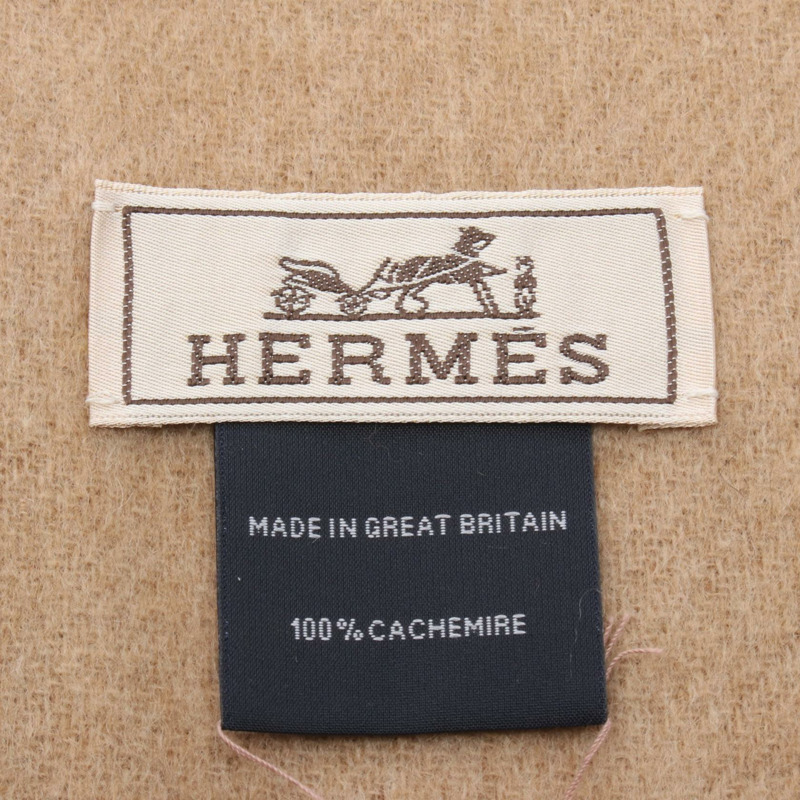 HERMÈS
MADE IN GREAT BRITAIN
100% CACHEMIRE